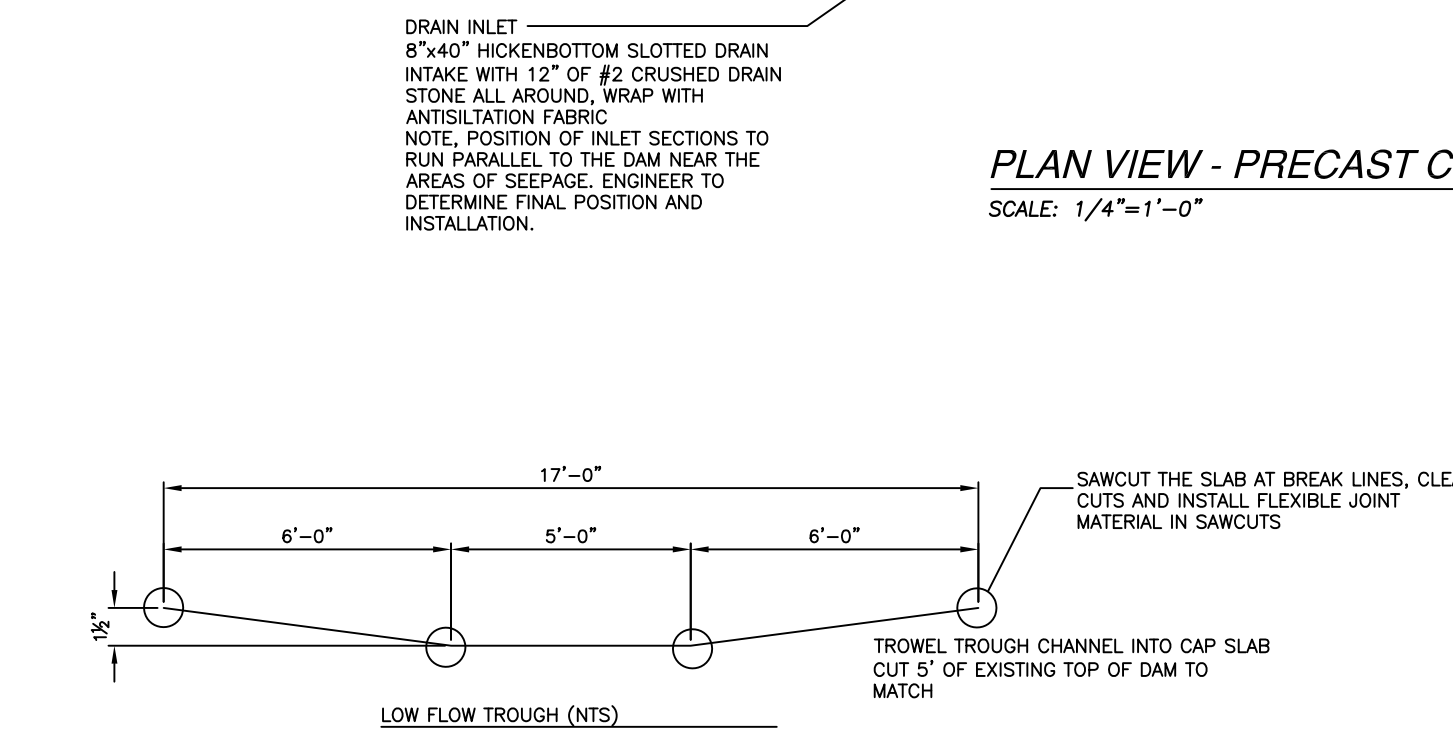 DRAIN INLET
8"x40" HICKENBOTTOM SLOTTED DRAIN
INTAKE WITH 12" OF #2 CRUSHED DRAIN
STONE ALL AROUND, WRAP WITH
ANTISILTATION FABRIC
NOTE, POSITION OF INLET SECTIONS TO
RUN PARALLEL TO THE DAM NEAR THE
AREAS OF SEEPAGE. ENGINEER TO
DETERMINE FINAL POSITION AND
INSTALLATION.
PLAN VIEW - PRECAST
SCALE: 1/4"=1'-0"
17'-0"
6'-0"
5'-0"
6'-0"
1½"
SAWCUT THE SLAB AT BREAK LINES,
CUTS AND INSTALL FLEXIBLE JOINT
MATERIAL IN SAWCUTS
TROWEL TROUGH CHANNEL INTO CAP SLAB
CUT 5' OF EXISTING TOP OF DAM TO
MATCH
LOW FLOW TROUGH (NTS)